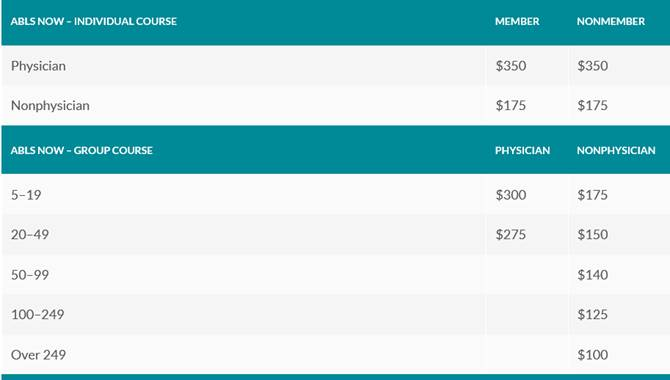 ABLS NOW – INDIVIDUAL COURSE MEMBER NONMEMBER
Physician $350 $350
Nonphysician $175 $175
ABLS NOW – GROUP COURSE PHYSICIAN NONPHYSICIAN
5–19 $300 $175
20–49 $275 $150
50–99 $140
100–249 $125
Over 249 $100